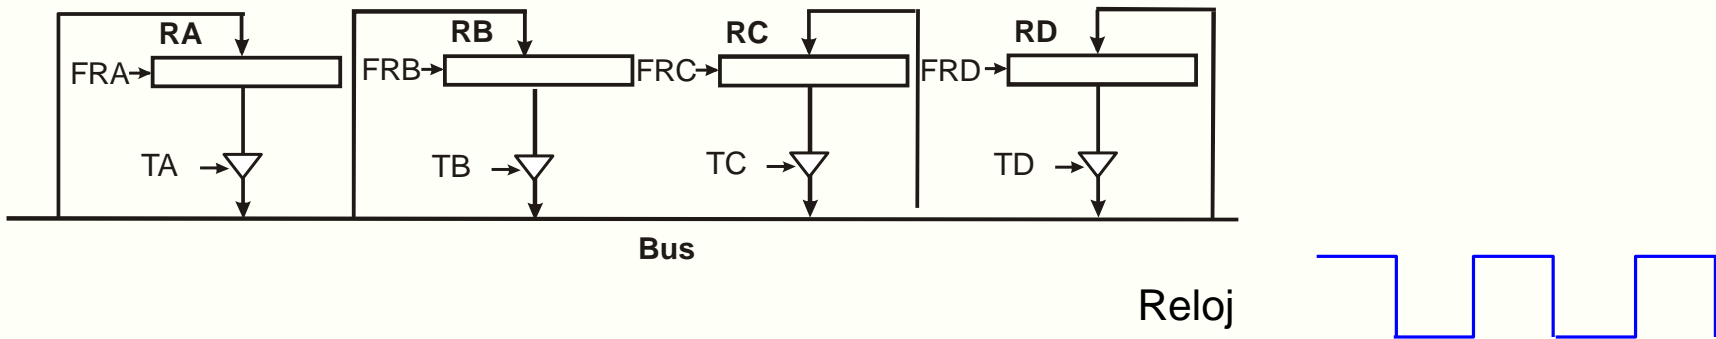 RA RB RC RD
FRA FRB FRC FRD
TA TB TC TD
Bus
Reloj